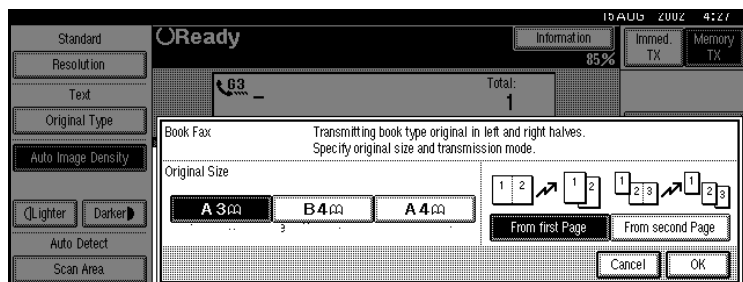 15 AUG 2002 4:27
Standard
Ready
Information
Immed. TX
Memory TX
Resolution
85%
Text
63 _
Total:
1
Original Type
Book Fax
Transmitting book type original in left and right halves.
Specify original size and transmission mode.
Auto Image Density
Original Size
1 2 1 2
1 2 3 1 2 3
A3 B4 A4
Lighter Darker
From first Page From second Page
Auto Detect
Scan Area
Cancel OK